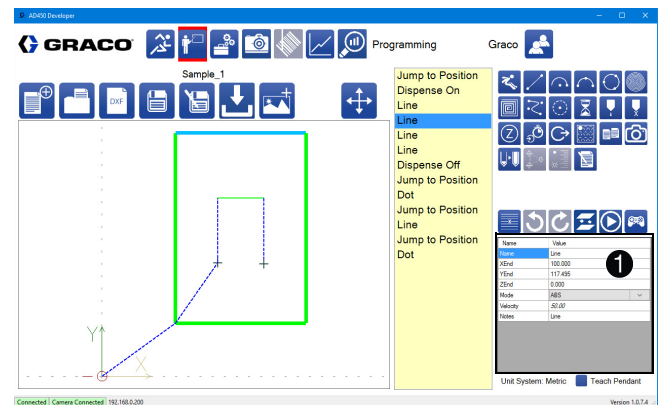 AD450 Developer
GRACO
Programming
Graco
Sample_1
DXF
Jump to Position
Dispense On
Line
Line
Line
Line
Dispense Off
Jump to Position
Dot
Jump to Position
Line
Jump to Position
Dot
Z
X
1
Name Value
Name Line
XEnd 100.000
YEnd 117.495
ZEnd 0.000
Mode ABS
Velocity 50.00
Notes Line
Y
X
Unit System: Metric Teach Pendant
Connected Camera Connected 192.168.0.200 Version 1.0.7.4